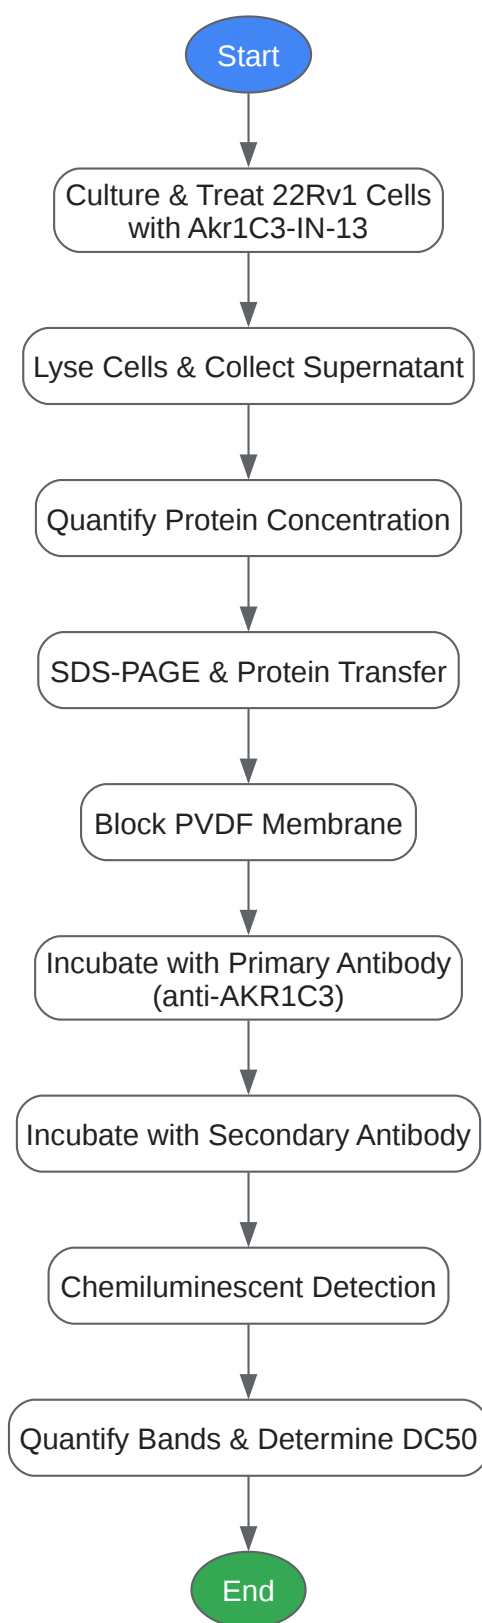 Start
Culture & Treat 22Rv1 Cells
with Akr1C3-IN-13
Lyse Cells & Collect Supernatant
Quantify Protein Concentration
SDS-PAGE & Protein Transfer
Block PVDF Membrane
Incubate with Primary Antibody
(anti-AKR1C3)
Incubate with Secondary Antibody
Chemiluminescent Detection
Quantify Bands & Determine DC50
End